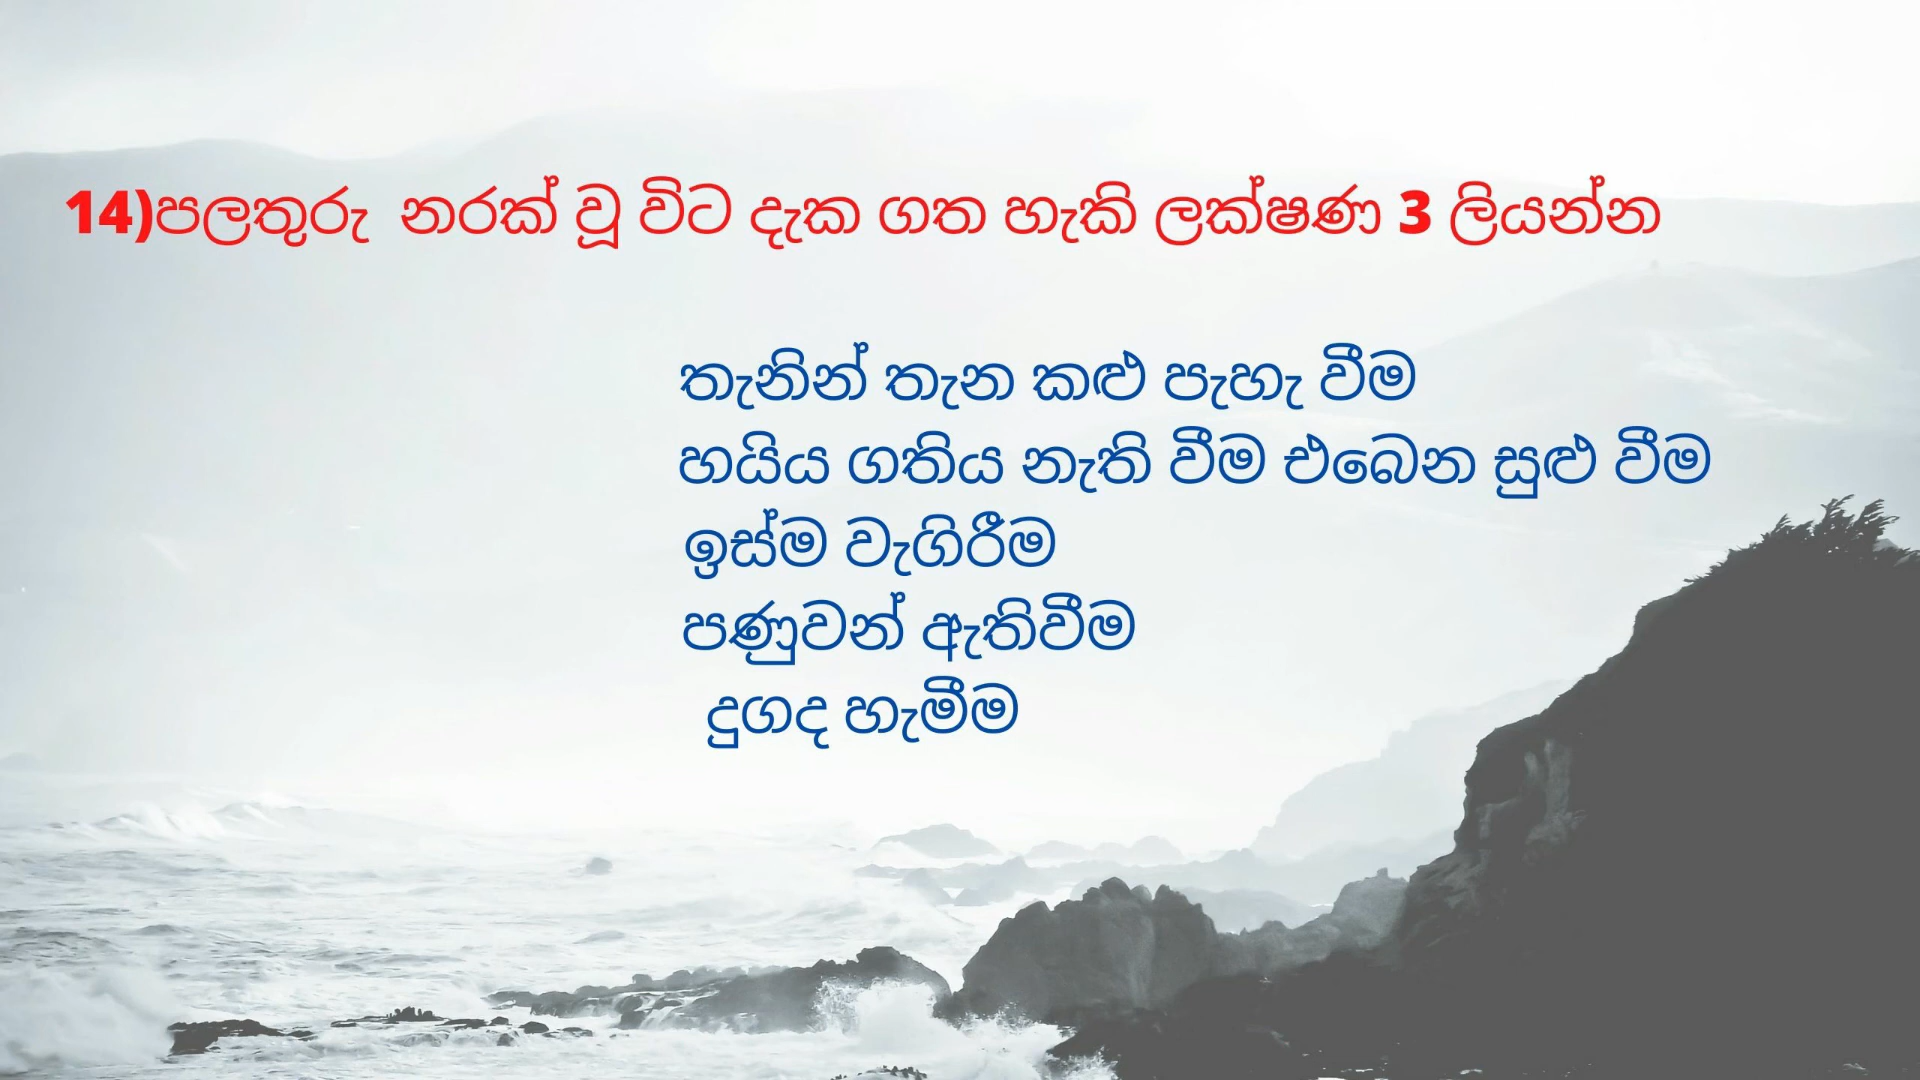 14)පලතුරු නරක් වූ විට දැක ගත හැකි ලක්ෂණ 3 ලියන්න
තැනින් තැන කළු පැහැ වීම
හයිය ගතිය නැති වීම එබෙන සුළු වීම
ඉස්ම වැගිරීම
පණුවන් ඇතිවීම
දුගද හැමීම